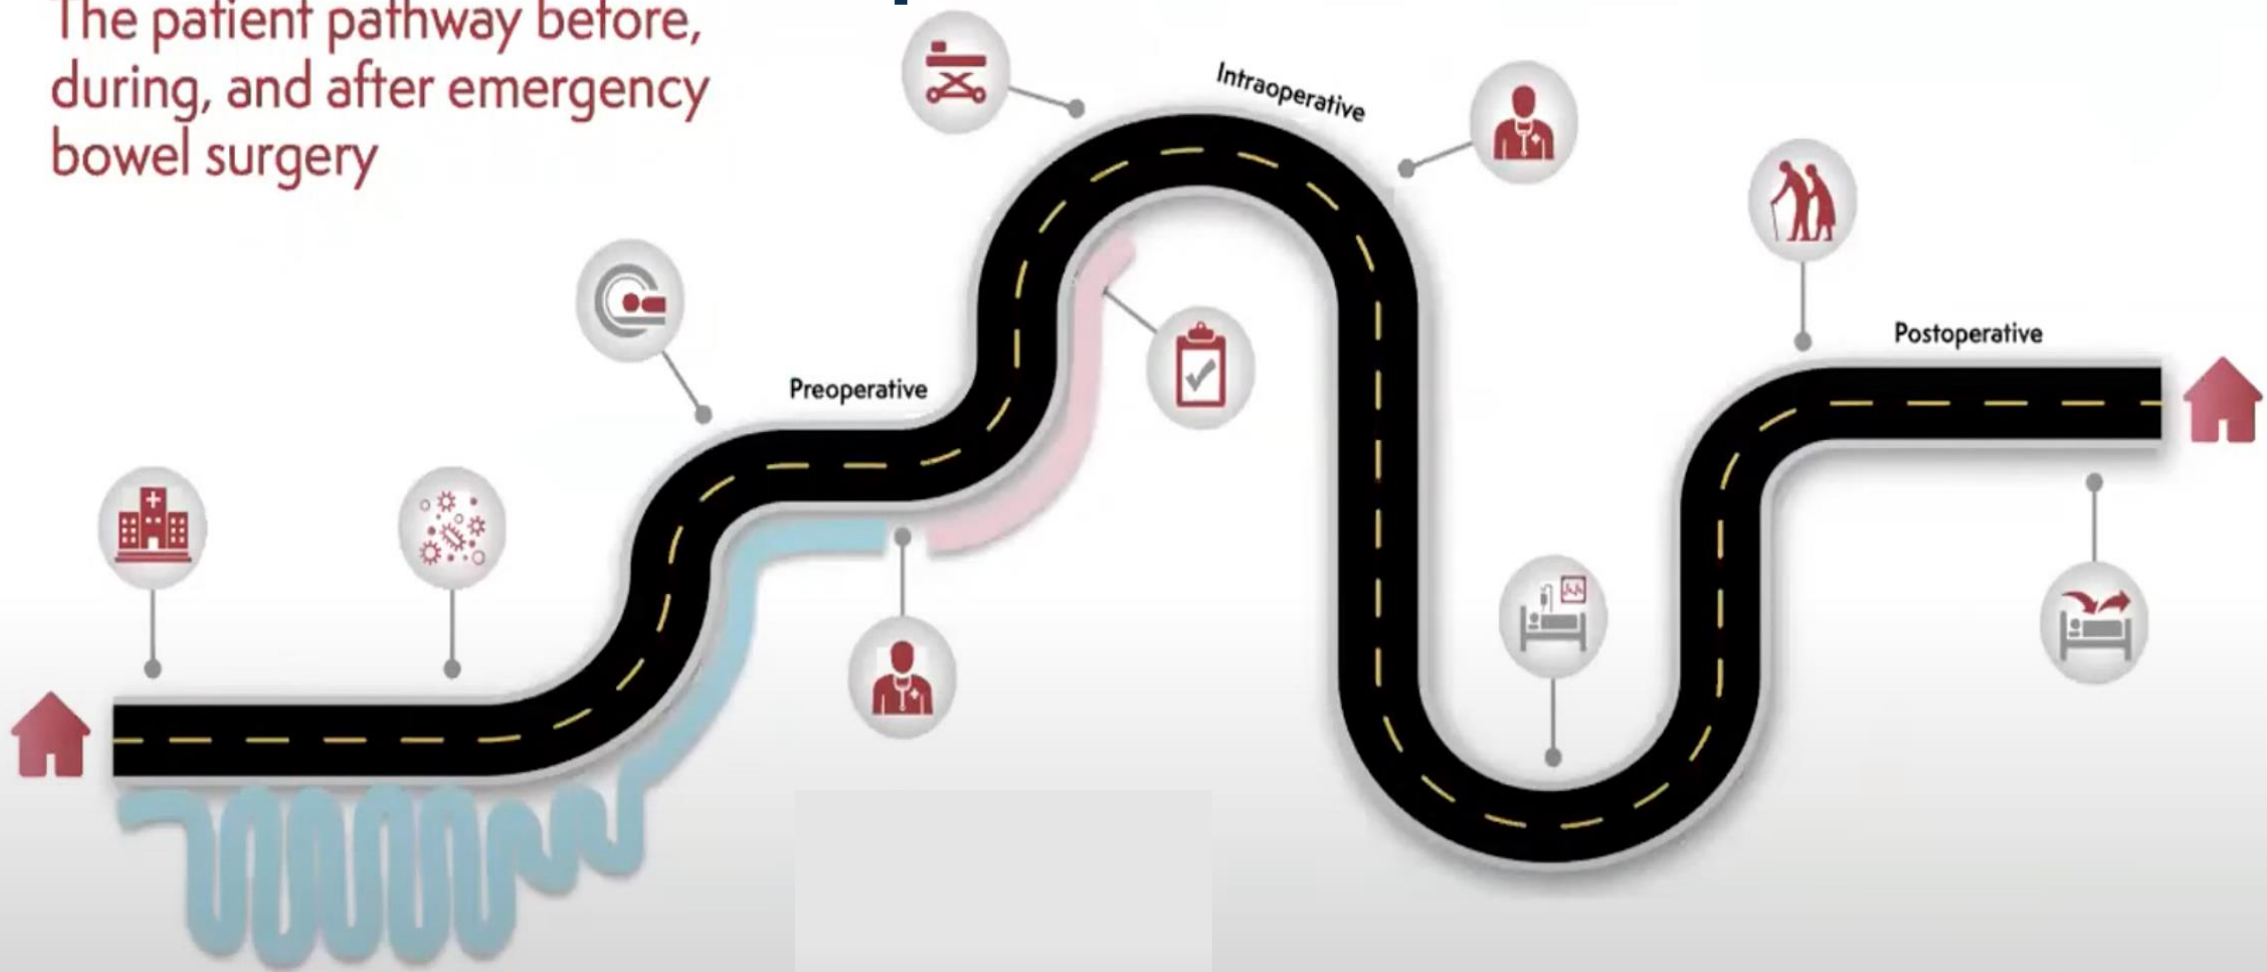 The patient pathway before,
during, and after emergency
bowel surgery
Intraoperative
Preoperative
Postoperative